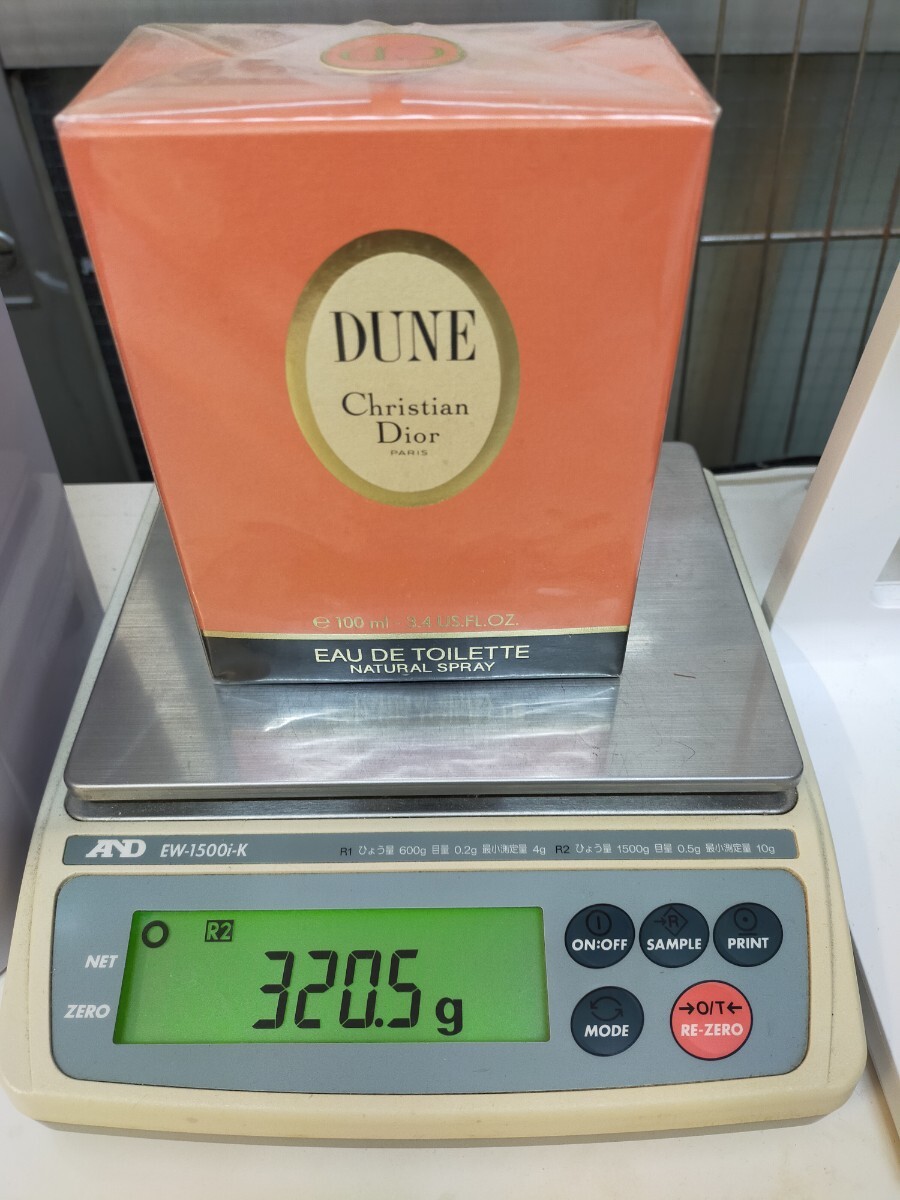 DUNE
Christian
Dior
PARIS
℮ 100 ml - 3.4 US.FL.OZ.
EAU DE TOILETTE
NATURAL SPRAY
AND EW-1500i-K R1 ひょう量 600g 目量 0.2g 最小測定量 4g R2 ひょう量 1500g 目量 0.5g 最小測定量 10g
R2
NET
ZERO
320.5 g
ON:OFF
R
SAMPLE
PRINT
MODE
→O/T←
RE-ZERO